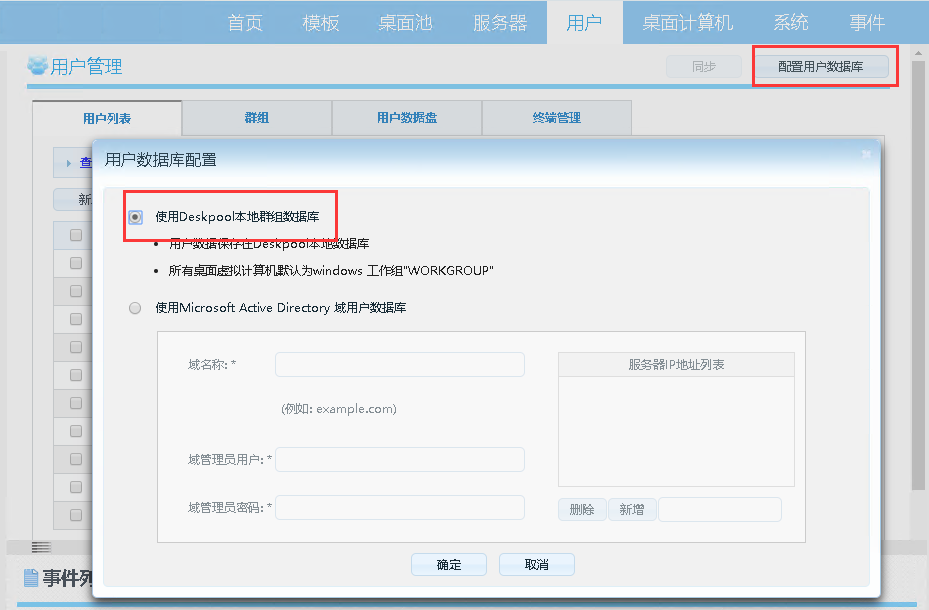 首页 模板 桌面池 服务器 用户 桌面计算机 系统 事件
用户管理 同步 配置用户数据库
用户列表 群组 用户数据盘 终端管理
查
新
用户数据库配置
使用Deskpool本地群组数据库
• 用户数据保存在Deskpool本地数据库
• 所有桌面虚拟计算机默认为windows 工作组"WORKGROUP"
使用Microsoft Active Directory 域用户数据库
域名称: * 服务器IP地址列表
(例如: example.com)
域管理员用户: *
域管理员密码: * 删除 新增
确定 取消
事件列